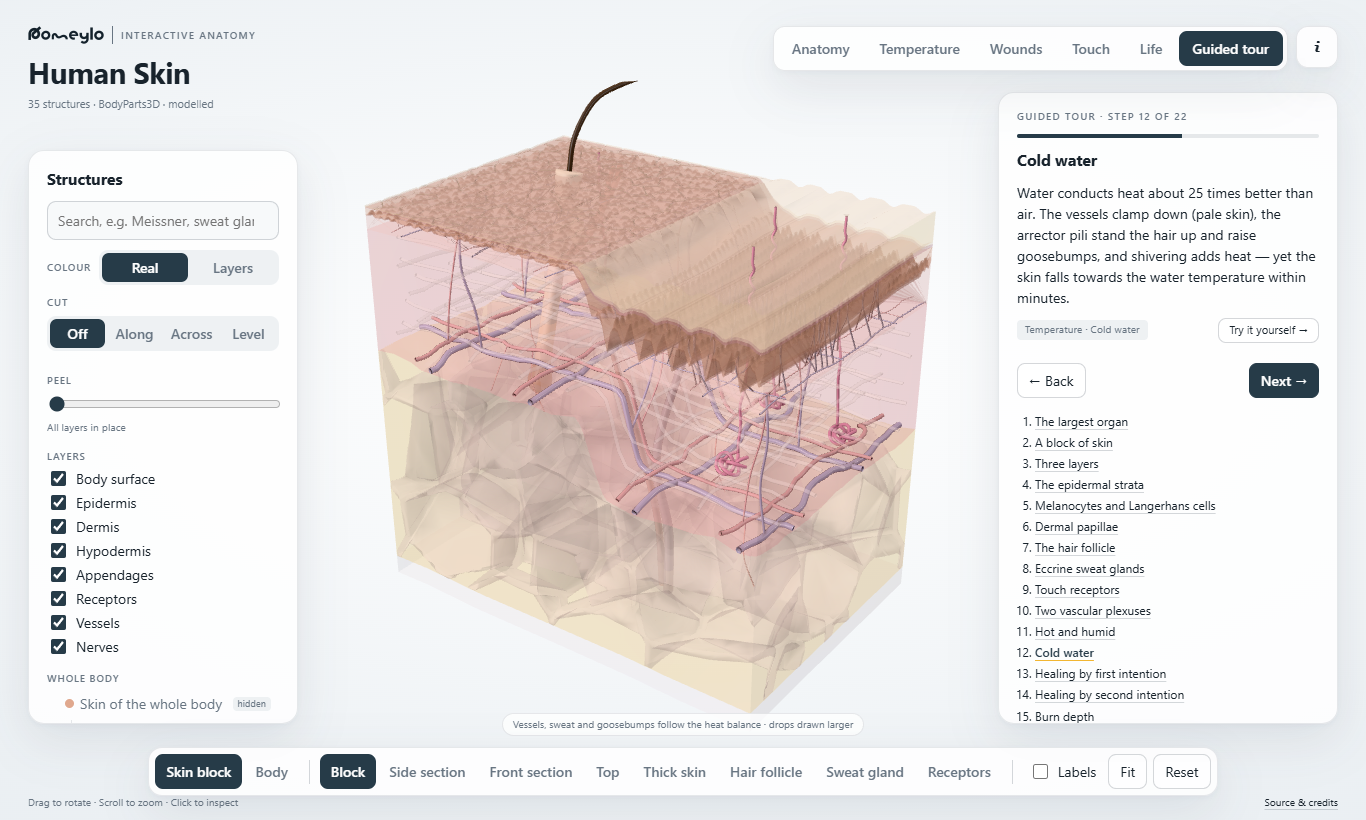 Pomeylo
INTERACTIVE ANATOMY
Human Skin
35 structures · BodyParts3D · modelled
Anatomy
Temperature
Wounds
Touch
Life
Guided tour
i
Structures
Search, e.g. Meissner, sweat gla
COLOUR
Real
Layers
CUT
Off
Along
Across
Level
PEEL
All layers in place
LAYERS
Body surface
Epidermis
Dermis
Hypodermis
Appendages
Receptors
Vessels
Nerves
WHOLE BODY
Skin of the whole body
hidden
GUIDED TOUR · STEP 12 OF 22
Cold water
Water conducts heat about 25 times better than
air. The vessels clamp down (pale skin), the
arrector pili stand the hair up and raise
goosebumps, and shivering adds heat — yet the
skin falls towards the water temperature within
minutes.
Temperature · Cold water
Try it yourself →
← Back
Next →
1. The largest organ
2. A block of skin
3. Three layers
4. The epidermal strata
5. Melanocytes and Langerhans cells
6. Dermal papillae
7. The hair follicle
8. Eccrine sweat glands
9. Touch receptors
10. Two vascular plexuses
11. Hot and humid
12. Cold water
13. Healing by first intention
14. Healing by second intention
15. Burn depth
Vessels, sweat and goosebumps follow the heat balance · drops drawn larger
Skin block
Body
Block
Side section
Front section
Top
Thick skin
Hair follicle
Sweat gland
Receptors
Labels
Fit
Reset
Drag to rotate · Scroll to zoom · Click to inspect
Source & credits